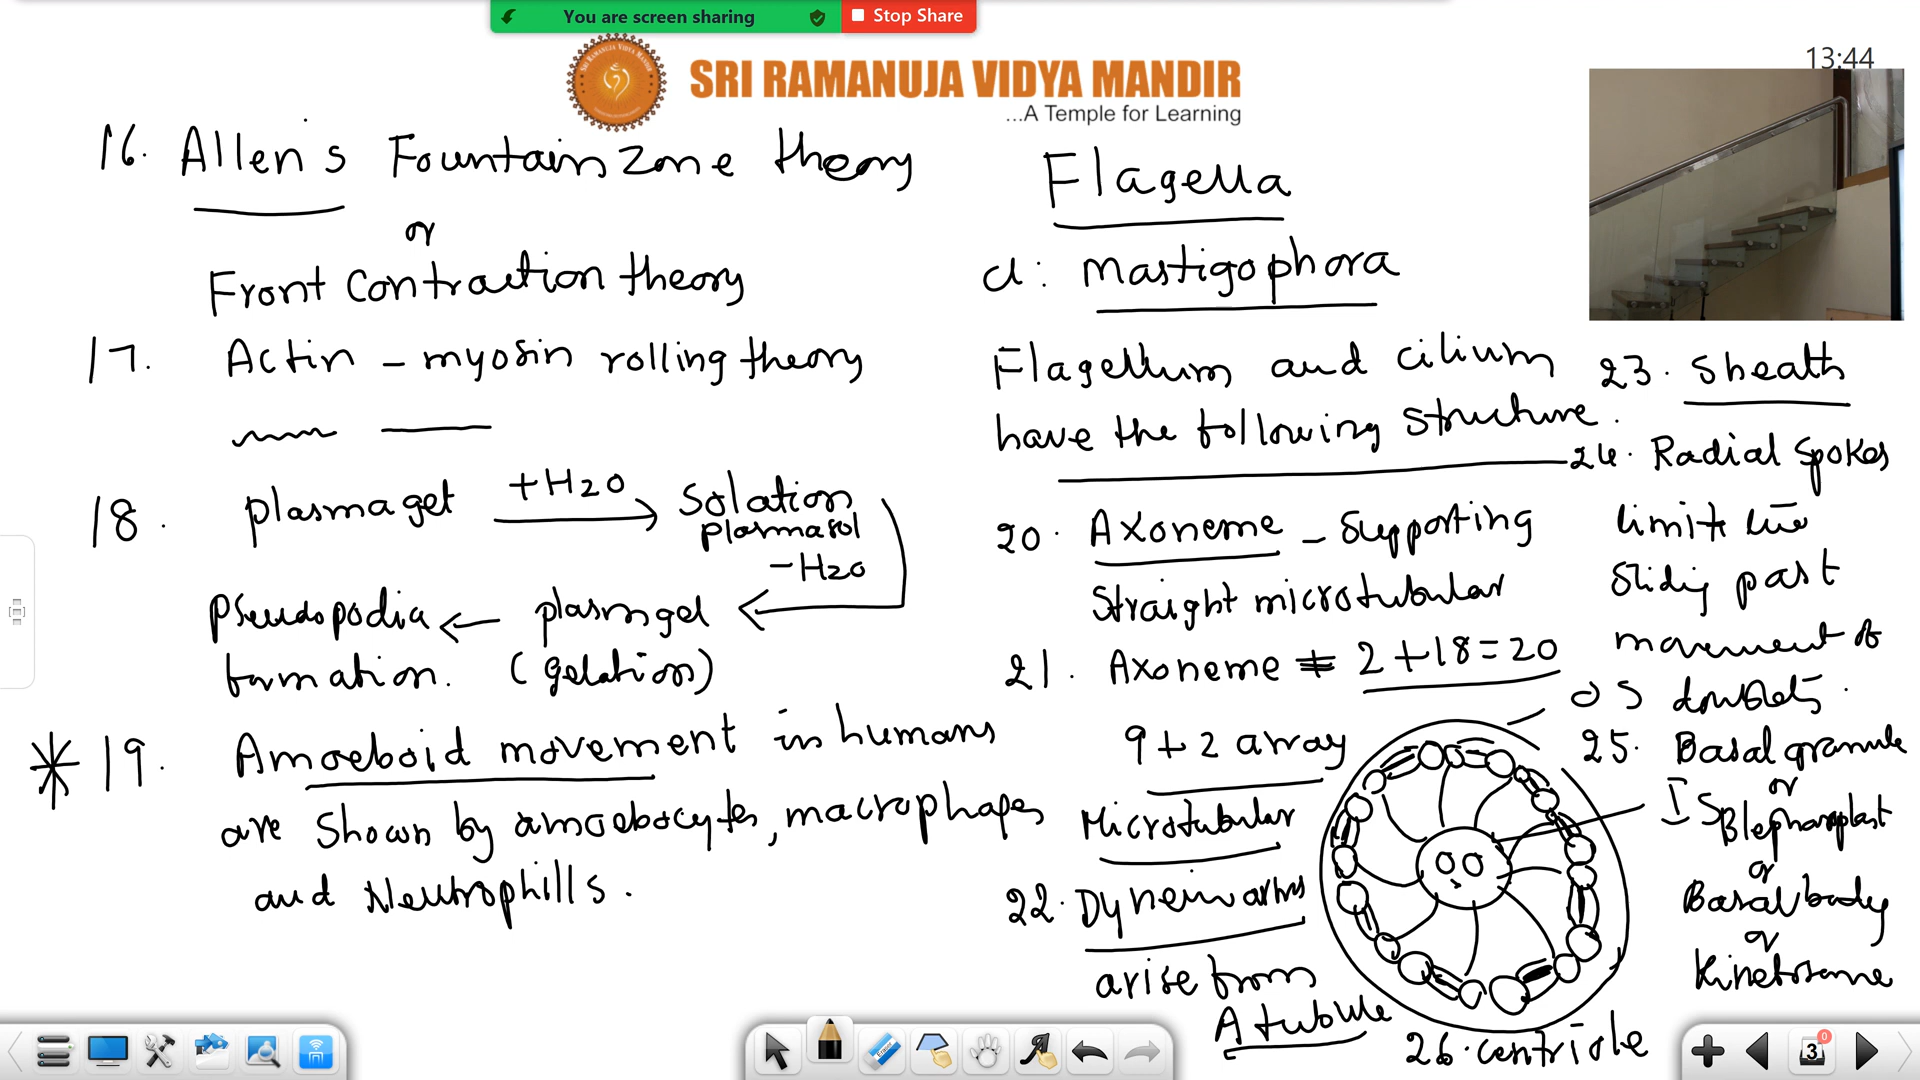 You are screen sharing
Stop Share
SRI RAMANUJA VIDYA MANDIR
...A Temple for Learning
13:44
16. Allen's Fountain zone theory
or
Front Contraction theory
17. Actin - myosin rolling theory
18. plasmagel +H2O Solation
plasmasol
-H2O
Pseudopodia plasmgel
formation. (gelation)
19. Amoeboid movement in humans
are shown by amoebocytes, macrophages
and Neutrophills.
Flagella
cl: mastigophora
Flagellum and cilium
have the following structure.
20. Axoneme - supporting
straight microtubular
21. Axoneme = 2+18=20
9+2 array
Microtubular
22. Dynein arms
arise from
A tubule
23. Sheath
24. Radial spokes
limit the
sliding past
movement of
doublets.
OS
IS
25. Basal granule
or
Blepharoplast
or
Basal body
or
Kinetosome
26. centriole
3
0